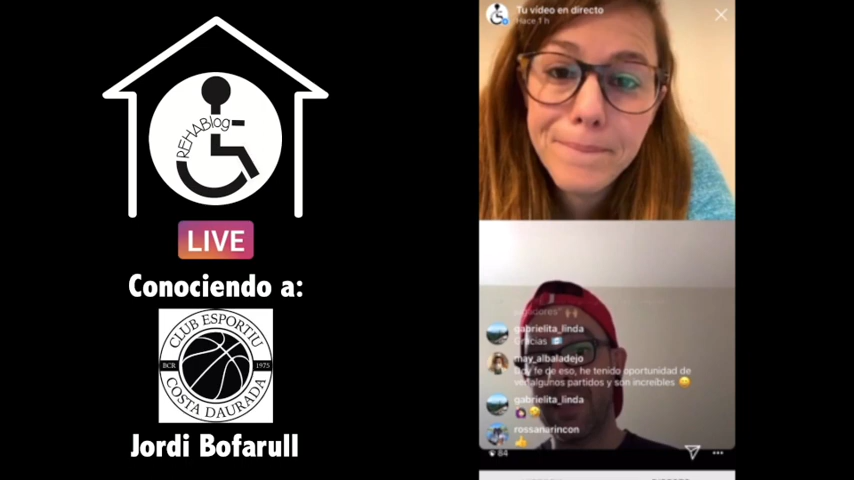 REHABlog
LIVE
Conociendo a:
CLUB ESPORTIU
BCR
1975
COSTA DAURADA
Jordi Bofarull
Tu vídeo en directo
Hace 1 h
gabrielita_linda
Gracias
may_albaladejo
Doy fe de eso, he tenido oportunidad de
ver algunos partidos y son increíbles
gabrielita_linda
rossanarincon
84